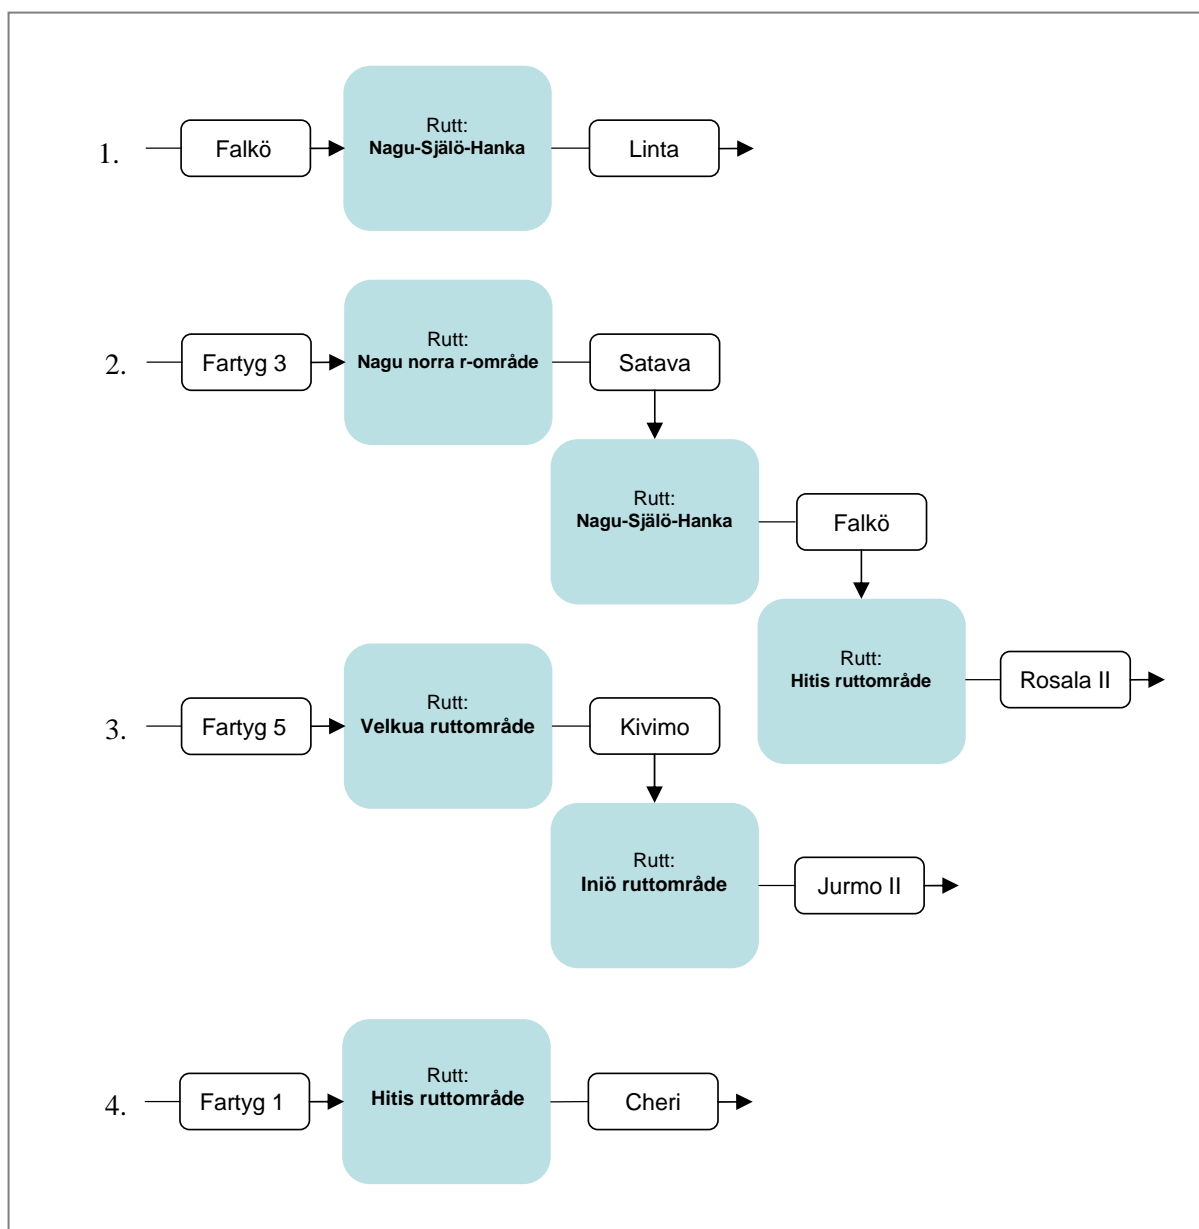 1.
Falkö
Rutt:
Nagu-Själö-Hanka
Linta
2.
Fartyg 3
Rutt:
Nagu norra r-område
Satava
Rutt:
Nagu-Själö-Hanka
Falkö
Rutt:
Hitis ruttområde
Rosala II
3.
Fartyg 5
Rutt:
Velkua ruttområde
Kivimo
Rutt:
Iniö ruttområde
Jurmo II
4.
Fartyg 1
Rutt:
Hitis ruttområde
Cheri